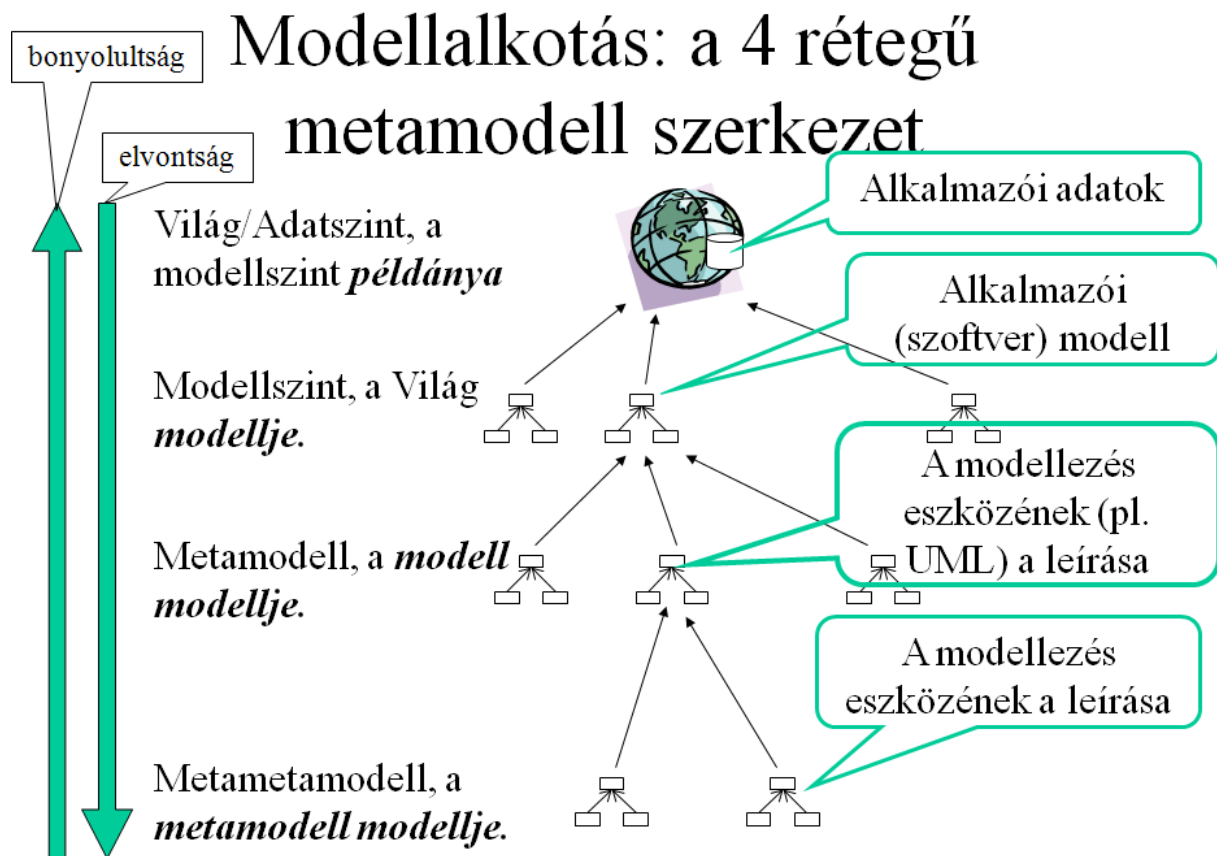 Modellalkotás: a 4 rétegű
metamodell szerkezet
bonyolultság
elvontság
Világ/Adatszint, a
modellszint példánya
Alkalmazói adatok
Alkalmazói
(szoftver) modell
Modellszint, a Világ
modellje.
A modellezés
eszközének (pl.
UML) a leírása
Metamodell, a modell
modellje.
A modellezés
eszközének a leírása
Metametamodell, a
metamodell modellje.